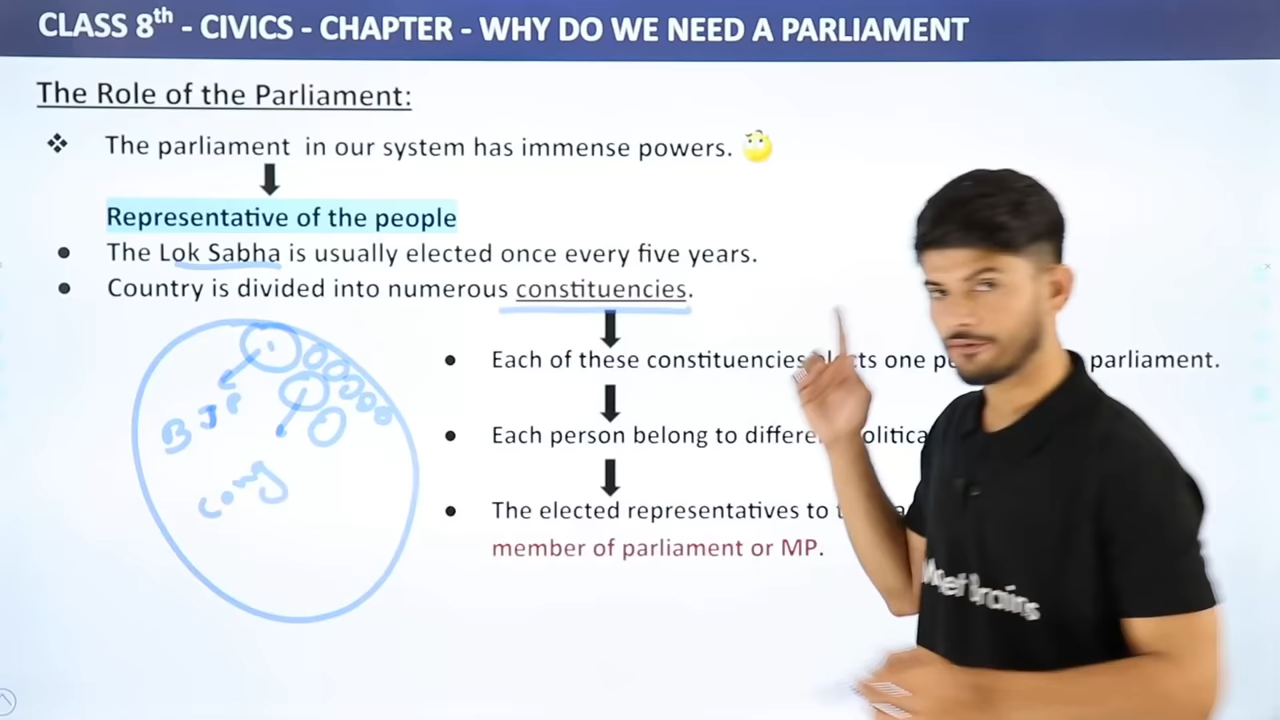 CLASS 8th - CIVICS - CHAPTER - WHY DO WE NEED A PARLIAMENT
The Role of the Parliament:
❖ The parliament in our system has immense powers.
Representative of the people
• The Lok Sabha is usually elected once every five years.
• Country is divided into numerous constituencies.
• Each of these constituencies one parliament.
• Each person belong to
• The elected representatives to
member of parliament or MP.
1
BJP
Cong
Brains